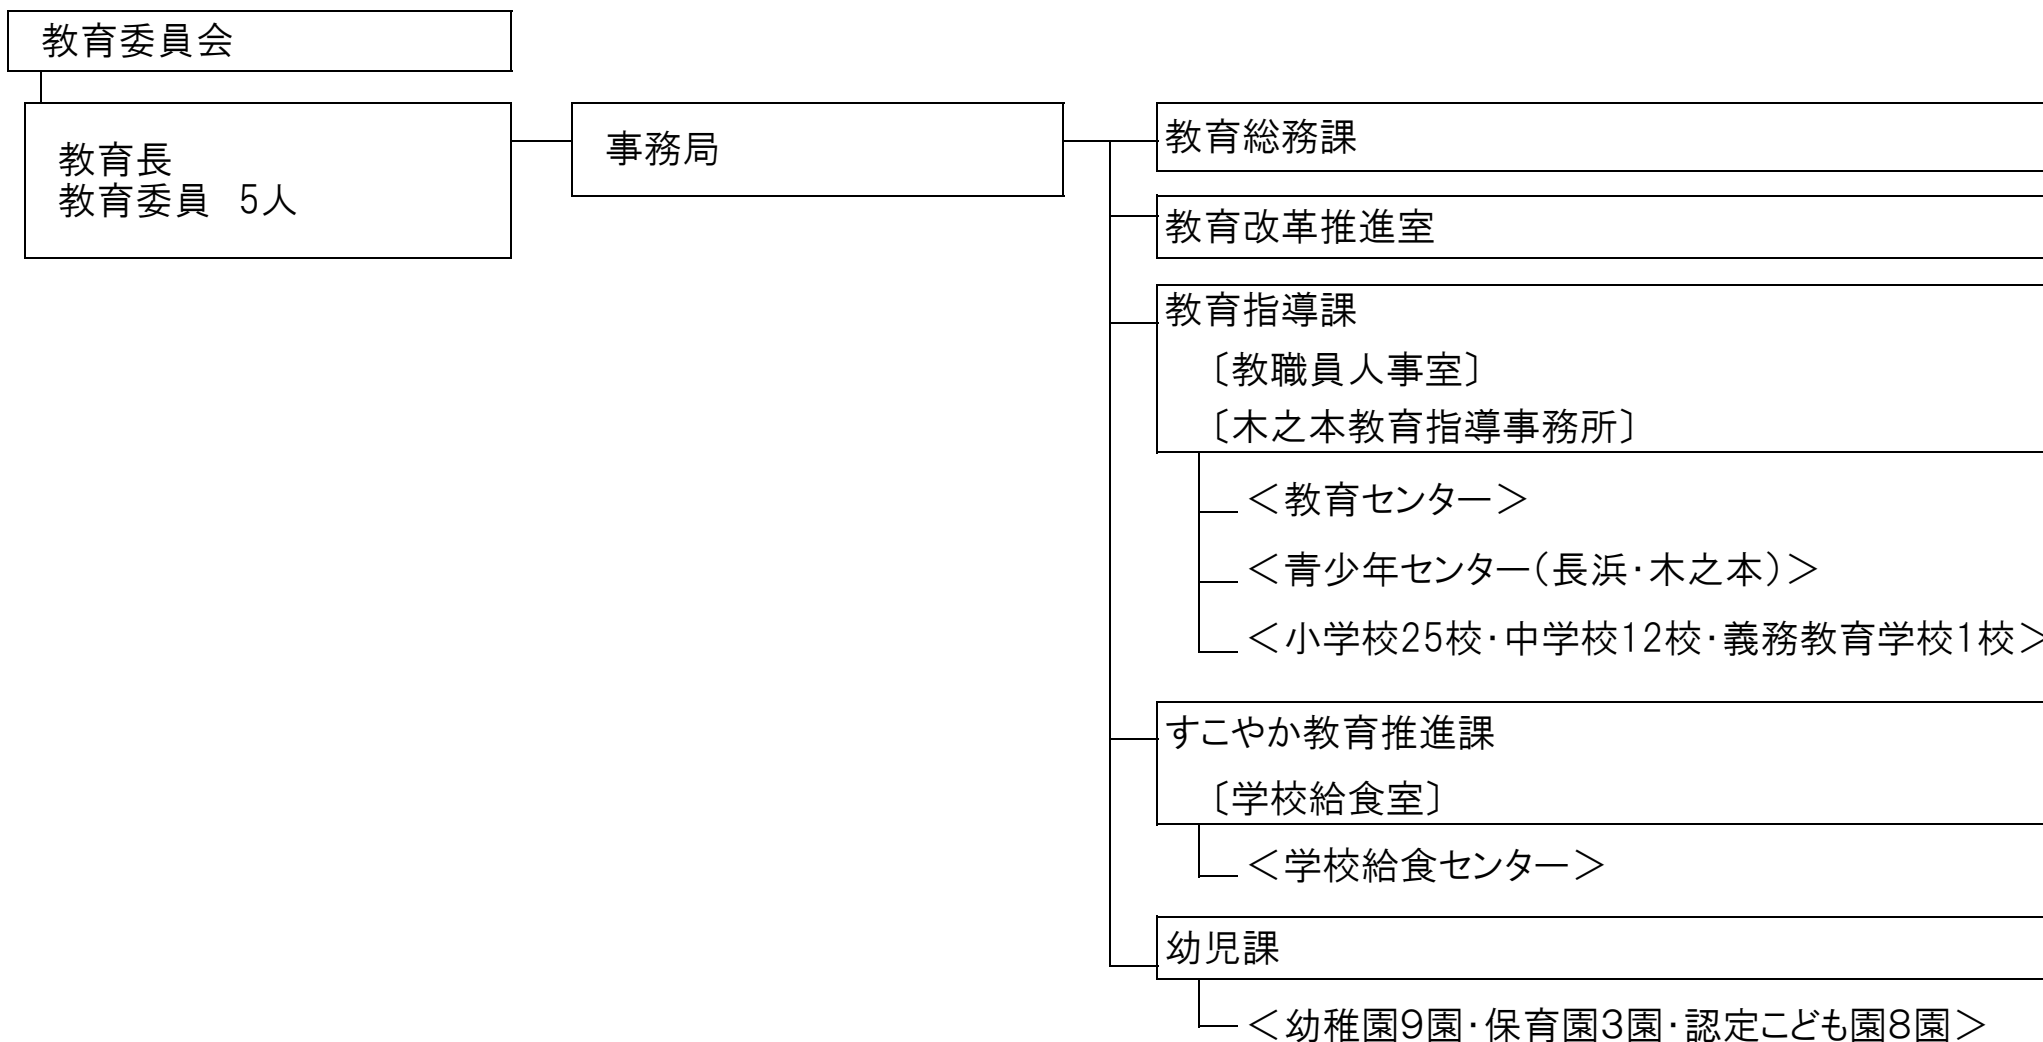 教育委員会
教育長
教育委員　5人
事務局
教育総務課
教育改革推進室
教育指導課
〔教職員人事室〕
〔木之本教育指導事務所〕
＜教育センター＞
＜青少年センター（長浜・木之本）＞
＜小学校25校・中学校12校・義務教育学校1校＞
すこやか教育推進課
〔学校給食室〕
＜学校給食センター＞
幼児課
＜幼稚園9園・保育園3園・認定こども園8園＞